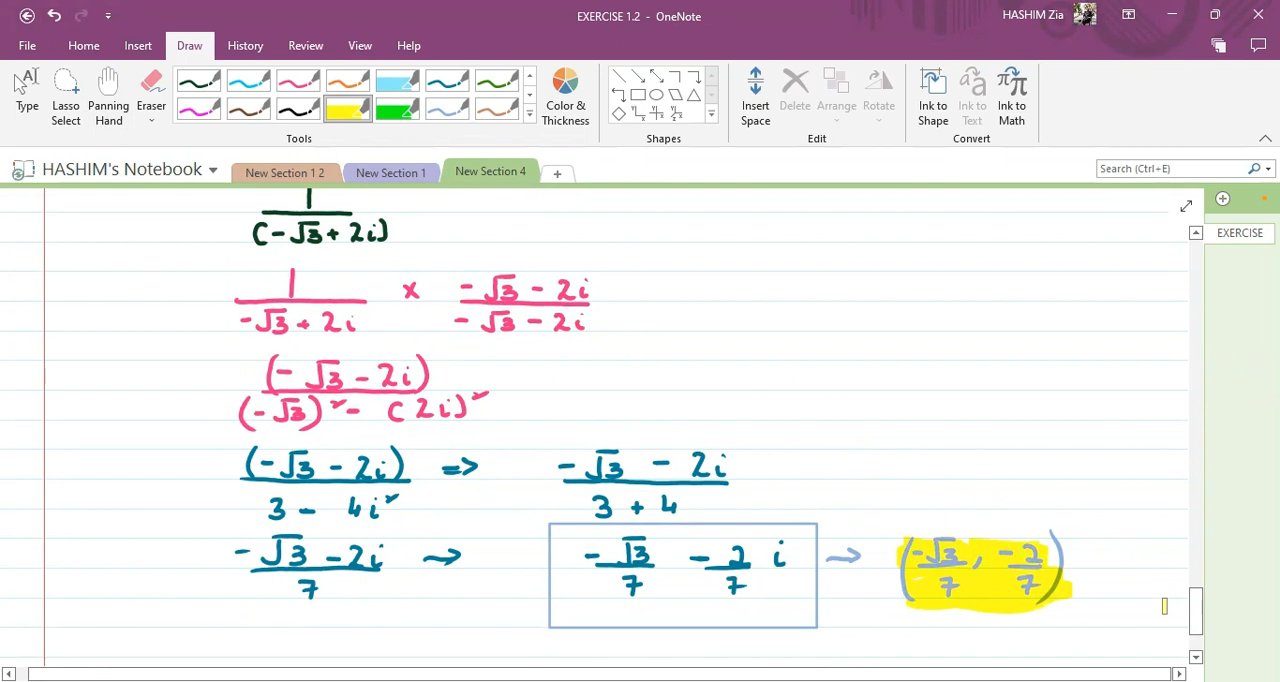 EXERCISE 1.2 - OneNote
HASHIM Zia
File Home Insert Draw History Review View Help
Type
Lasso Select
Panning Hand
Eraser
Color & Thickness
Insert Space
Delete
Arrange
Rotate
Ink to Shape
Ink to Text
Ink to Math
Tools
Shapes
Edit
Convert
HASHIM's Notebook
New Section 1 2
New Section 1
New Section 4
+
Search (Ctrl+E)
EXERCISE
1
(-√3 + 2i)
1 × -√3 - 2i
-√3 + 2i -√3 - 2i
(-√3 - 2i)
(-√3)² - (2i)²
(-√3 - 2i) => -√3 - 2i
3 - 4i² 3 + 4
-√3 - 2i → -√3 - 2 i → (-√3 , -2)
7 7 7 7 7